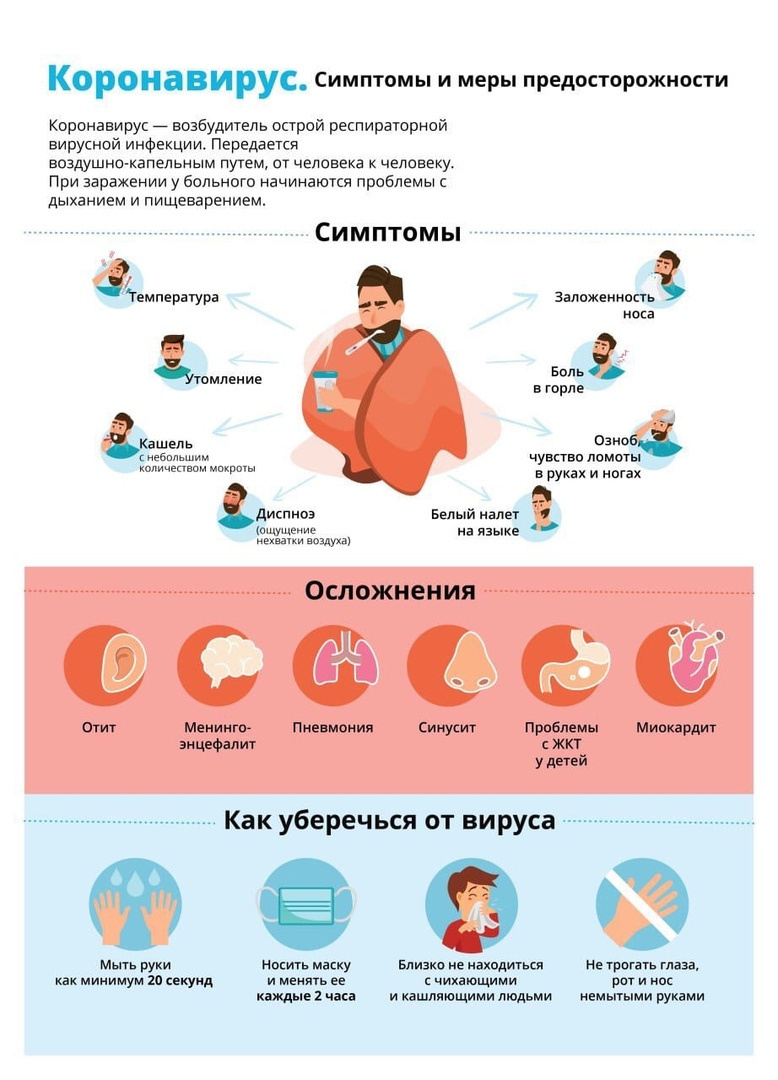 Коронавирус. Симптомы и меры предосторожности
Коронавирус — возбудитель острой респираторной
вирусной инфекции. Передается
воздушно-капельным путем, от человека к человеку.
При заражении у больного начинаются проблемы с
дыханием и пищеварением.
Симптомы
Температура
Утомление
Кашель
с небольшим
количеством мокроты
Диспноэ
(ощущение
нехватки воздуха)
Заложенность
носа
Боль
в горле
Озноб,
чувство ломоты
в руках и ногах
Белый налет
на языке
Осложнения
Отит
Менинго-
энцефалит
Пневмония
Синусит
Проблемы
с ЖКТ
у детей
Миокардит
Как уберечься от вируса
Мыть руки
как минимум 20 секунд
Носить маску
и менять ее
каждые 2 часа
Близко не находиться
с чихающими
и кашляющими людьми
Не трогать глаза,
рот и нос
немытыми руками